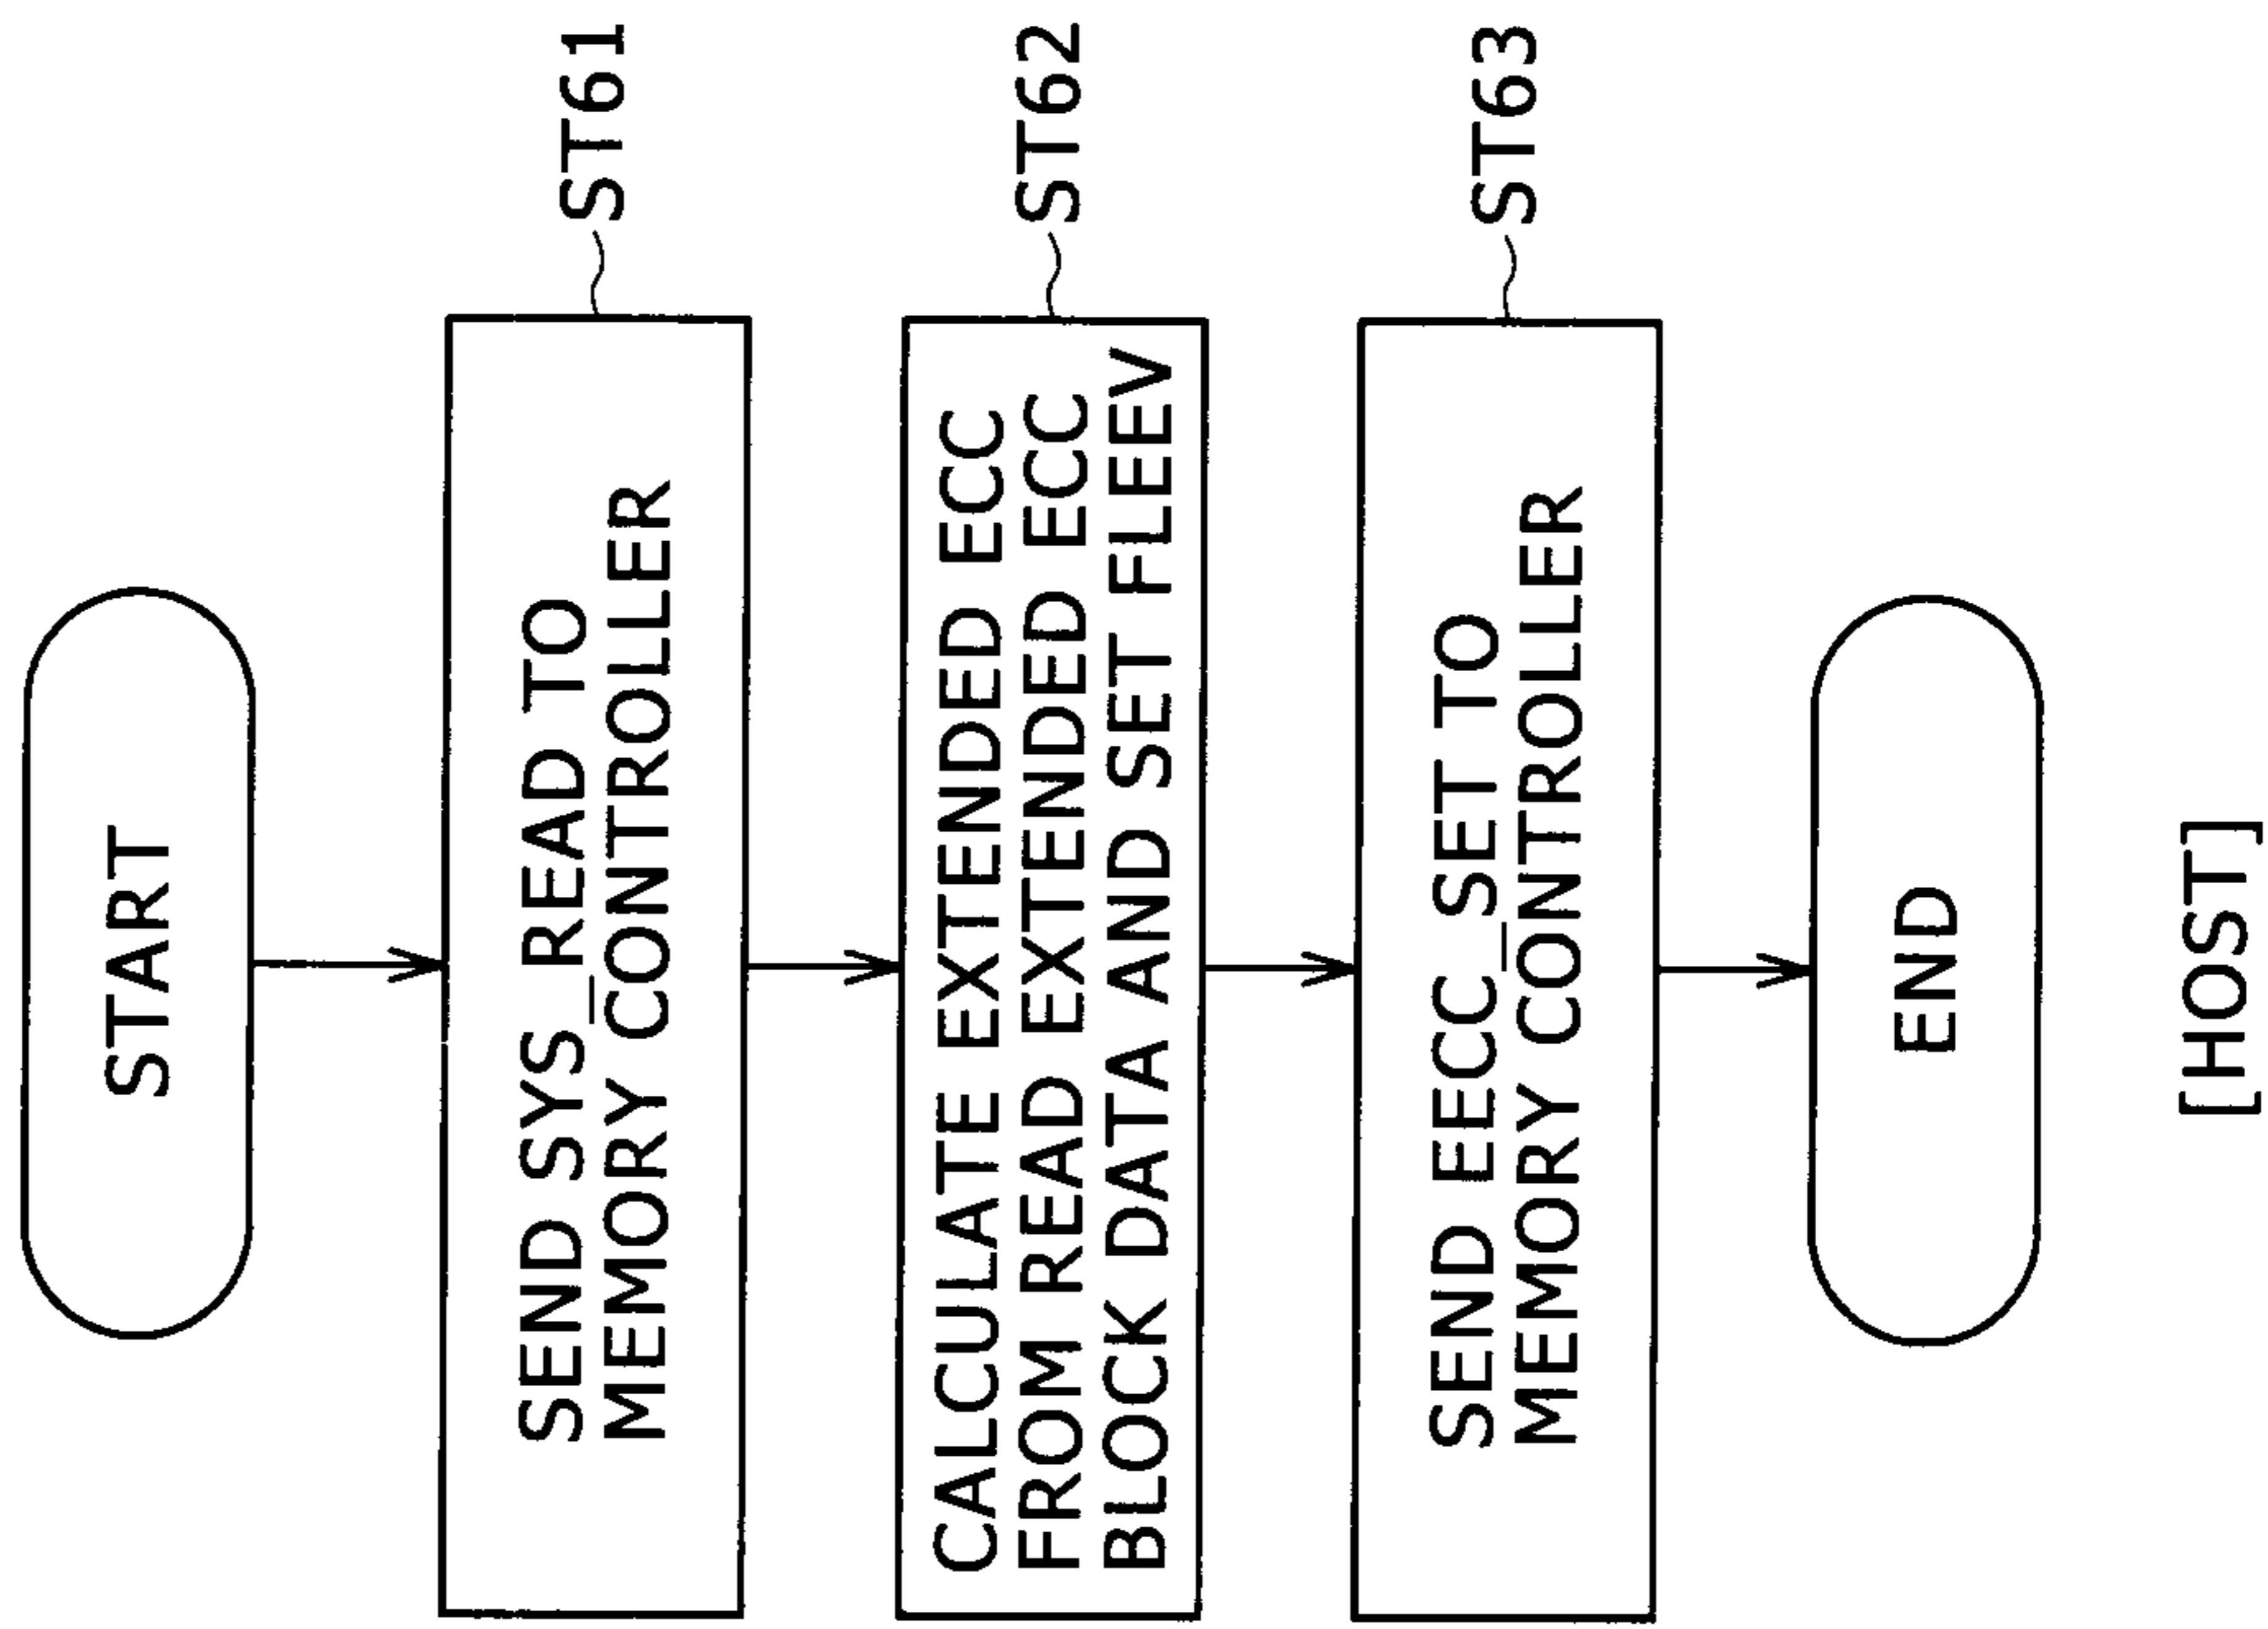 START
SEND SYS_READ TO
MEMORY CONTROLLER
ST61
CALCULATE EXTENDED ECC
FROM READ EXTENDED ECC
BLOCK DATA AND SET FLEEV
ST62
SEND EECC_SET TO
MEMORY CONTROLLER
ST63
END
[HOST]